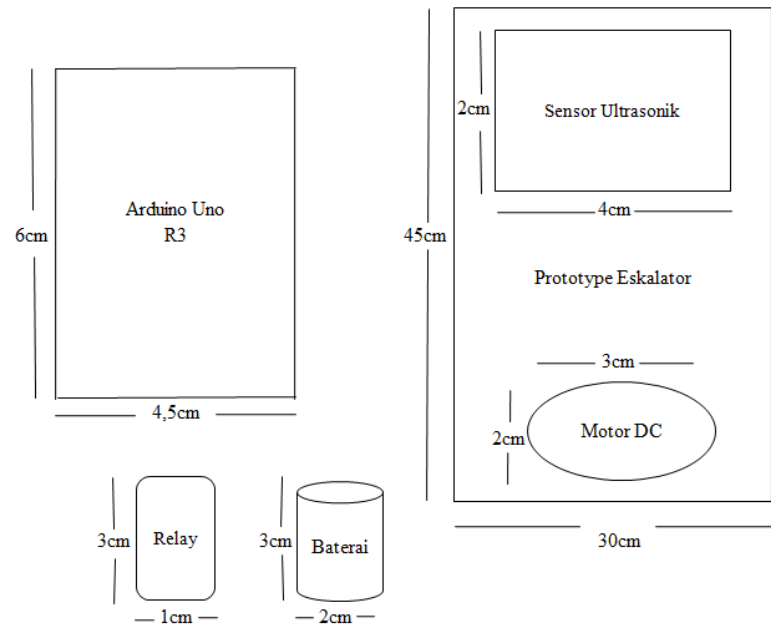 6cm
Arduino Uno
R3
4,5cm
45cm
2cm
Sensor Ultrasonik
4cm
Prototype Eskalator
3cm
2cm
Motor DC
30cm
3cm
Relay
1cm
3cm
Baterai
2cm